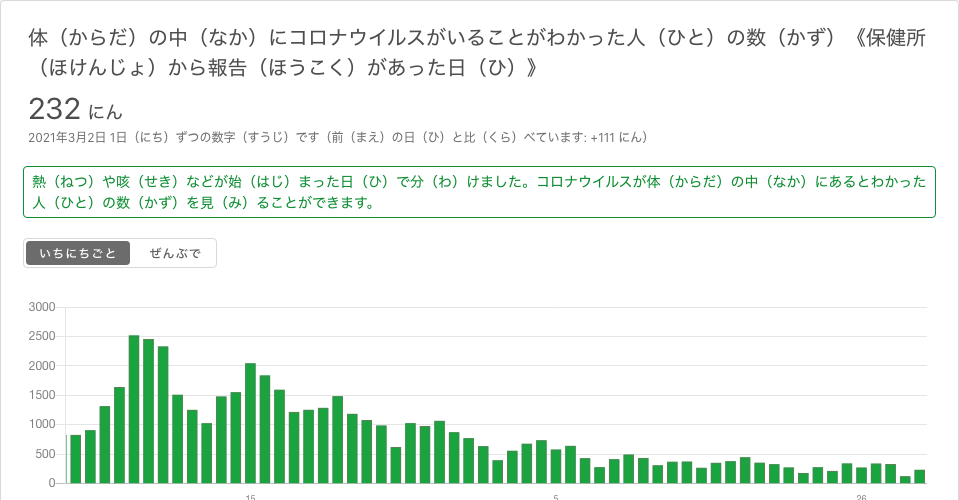 体（からだ）の中（なか）にコロナウイルスがいることがわかった人（ひと）の数（かず）《保健所
（ほけんじょ）から報告（ほうこく）があった日（ひ）》
232 にん
2021年3月2日 1日（にち）ずつの数字（すうじ）です（前（まえ）の日（ひ）と比（くら）べています: +111 にん）
熱（ねつ）や咳（せき）などが始（はじ）まった日（ひ）で分（わ）けました。コロナウイルスが体（からだ）の中（なか）にあるとわかった
人（ひと）の数（かず）を見（み）ることができます。
いちにちごと ぜんぶで
3000
2500
2000
1500
1000
500
0
15 5 26